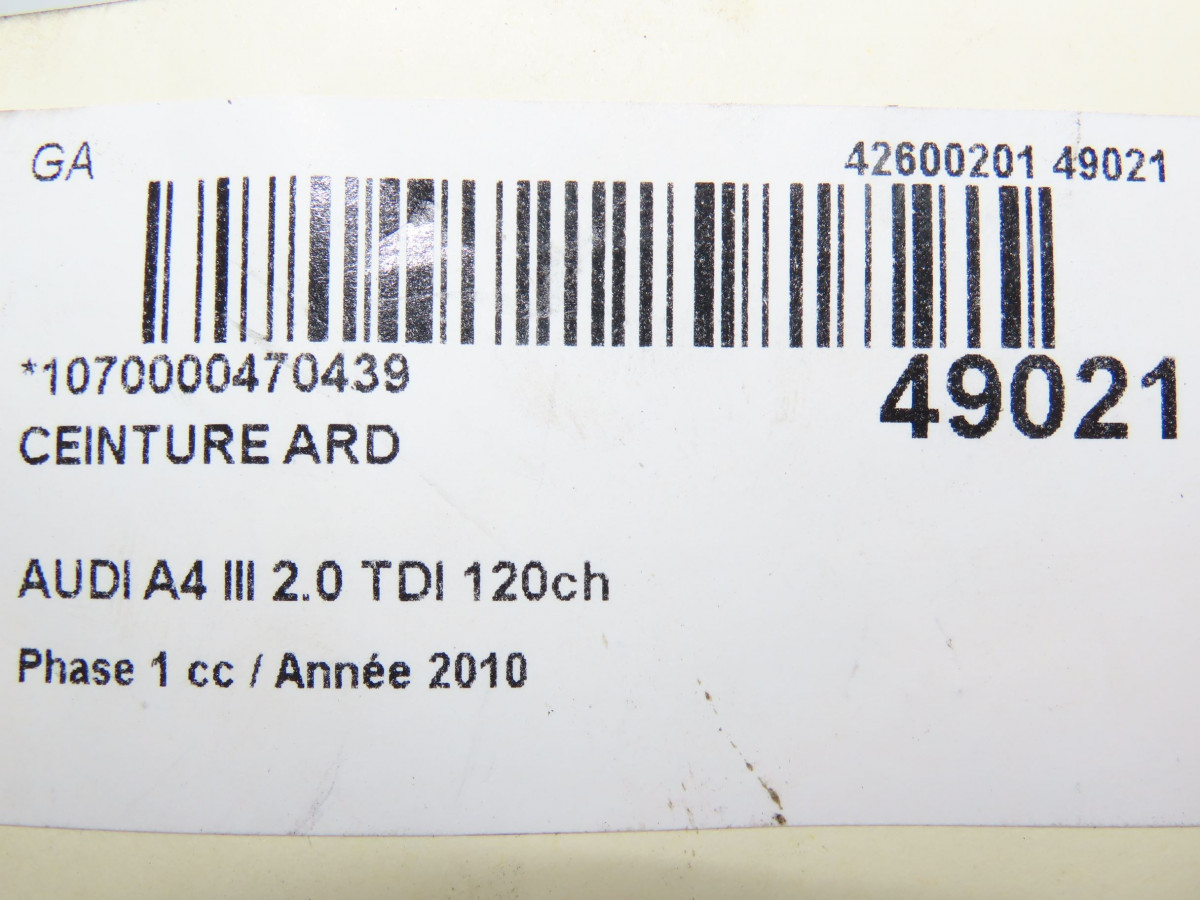 GA
42600201 49021
*1070000470439
49021
CEINTURE ARD
AUDI A4 III 2.0 TDI 120ch
Phase 1 cc / Année 2010